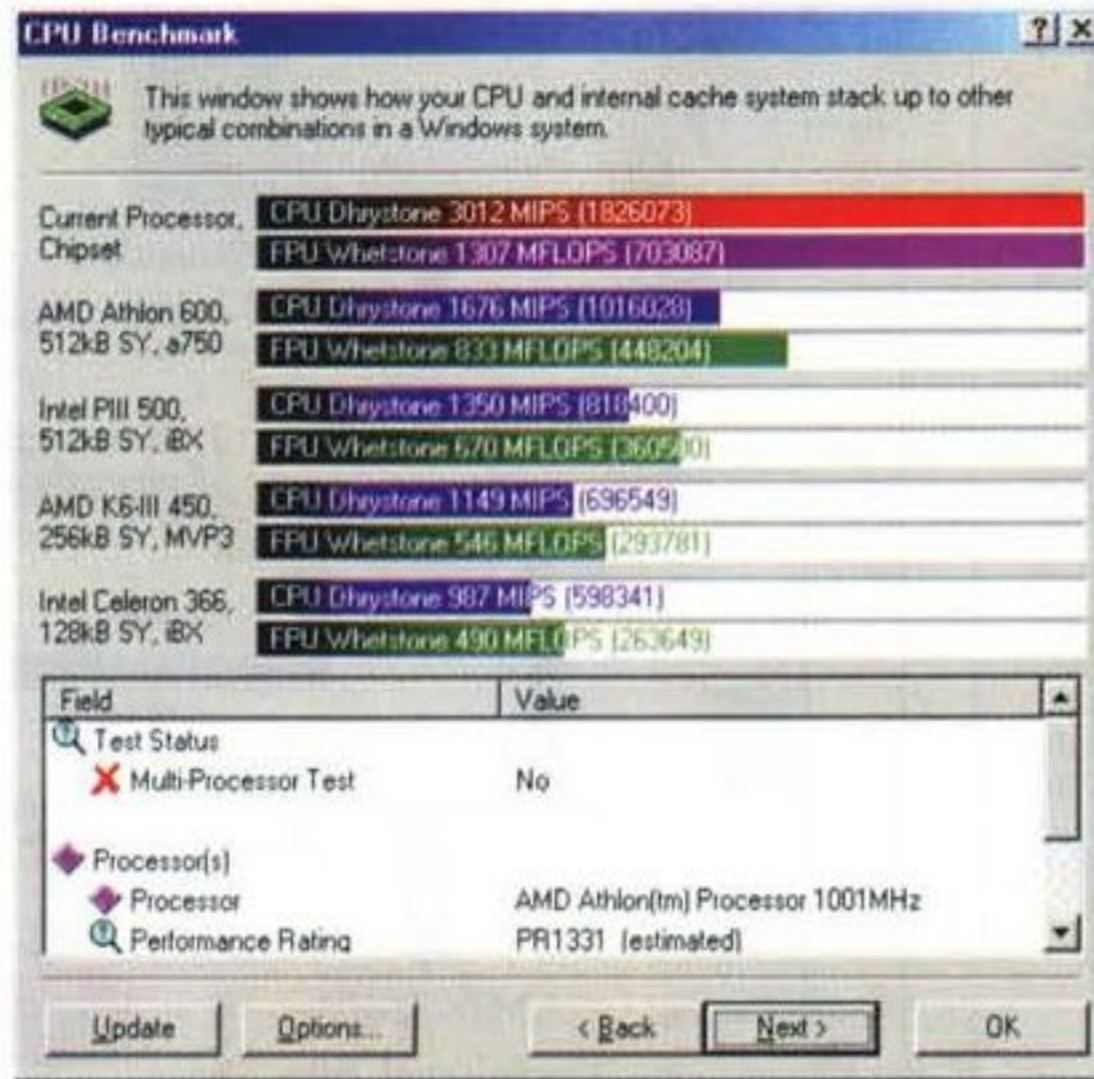 CPU Benchmark
This window shows how your CPU and internal cache system stack up to other
typical combinations in a Windows system.
Current Processor,
Chipset
CPU Dhrystone 3012 MIPS (1826073)
FPU Whetstone 1307 MFLOPS (703087)
AMD Athlon 600,
512kB SY, a750
CPU Dhrystone 1676 MIPS (1016028)
FPU Whetstone 833 MFLOPS (448204)
Intel PIII 500,
512kB SY, iBX
CPU Dhrystone 1350 MIPS (818400)
FPU Whetstone 670 MFLOPS (360500)
AMD K6-III 450,
256kB SY, MVP3
CPU Dhrystone 1149 MIPS (696549)
FPU Whetstone 546 MFLOPS (293781)
Intel Celeron 366,
128kB SY, iBX
CPU Dhrystone 987 MIPS (598341)
FPU Whetstone 490 MFLOPS (263649)
Field Value
Test Status
Multi-Processor Test No
Processor(s)
Processor AMD Athlon(tm) Processor 1001MHz
Performance Rating PR1331 (estimated)
Update Options... < Back Next > OK